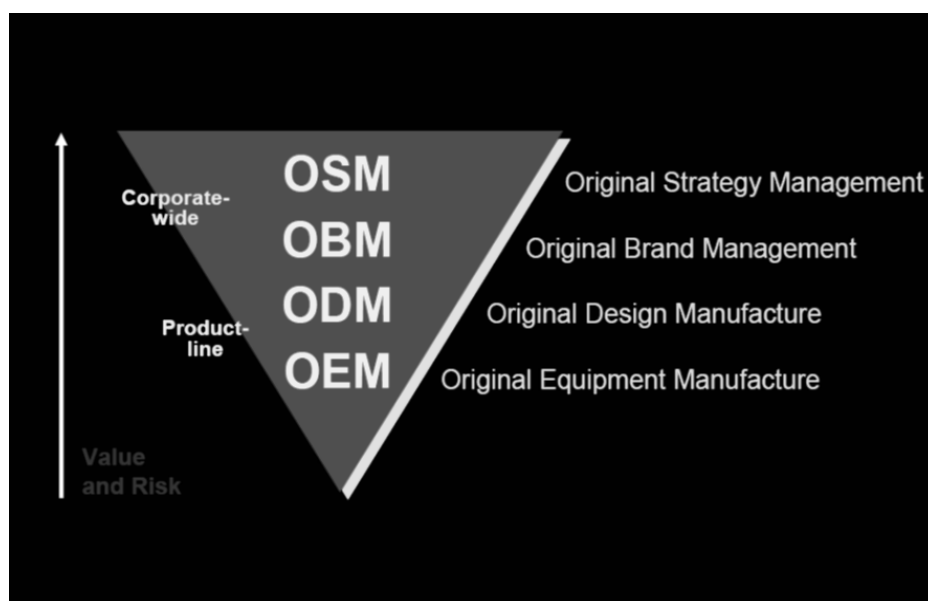 OSM
Original Strategy Management
Corporate-
wide
OBM
Original Brand Management
ODM
Original Design Manufacture
Product-
line
OEM
Original Equipment Manufacture
Value
and Risk